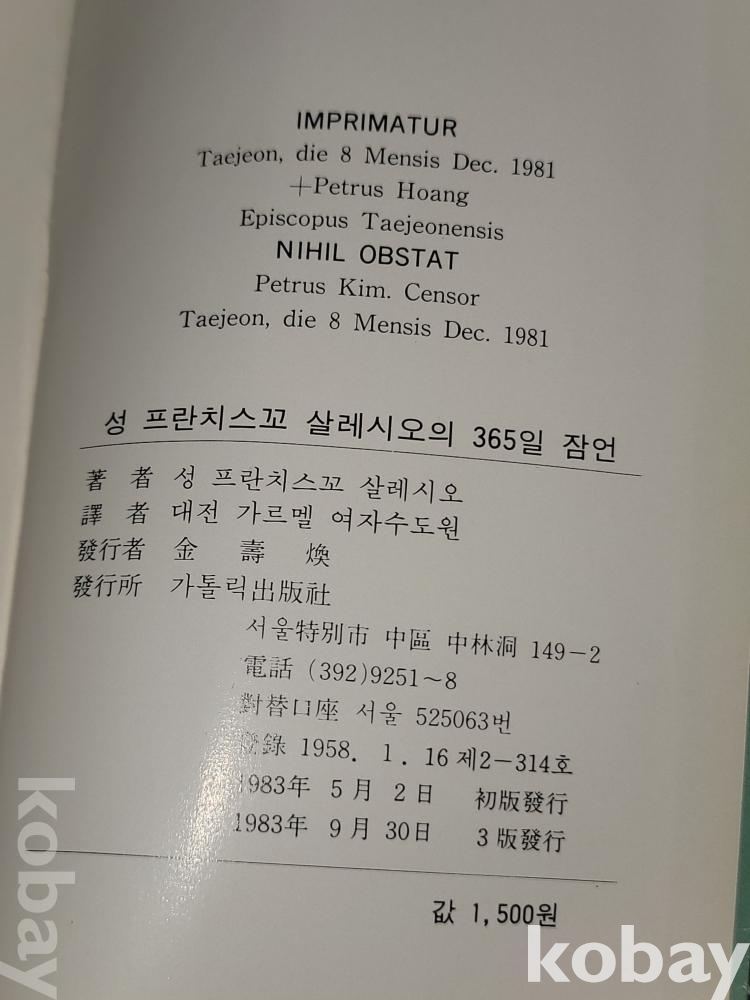 IMPRIMATUR
Taejeon, die 8 Mensis Dec. 1981
+Petrus Hoang
Episcopus Taejeonensis
NIHIL OBSTAT
Petrus Kim. Censor
Taejeon, die 8 Mensis Dec. 1981
성 프란치스꼬 살레시오의 365일 잠언
著 者 성 프란치스꼬 살레시오
譯 者 대전 가르멜 여자수도원
發行者 金 壽 煥
發行所 가톨릭出版社
서울特別市 中區 中林洞 149-2
電話 (392)9251~8
對替口座 서울 525063번
登錄 1958. 1. 16 제2-314호
1983年 5月 2日 初版發行
1983年 9月 30日 3版發行
값 1,500원
kobay
kobay